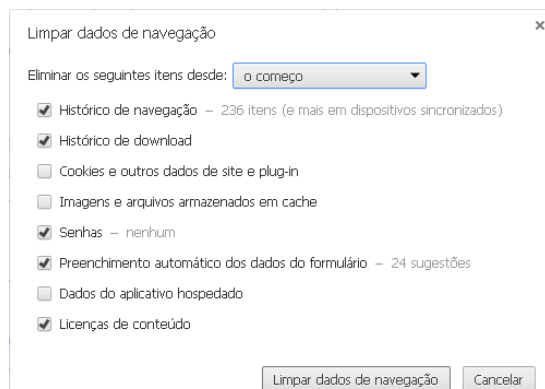 Limpar dados de navegação
Eliminar os seguintes itens desde: o começo
Histórico de navegação – 236 itens (e mais em dispositivos sincronizados)
Histórico de download
Cookies e outros dados de site e plug-in
Imagens e arquivos armazenados em cache
Senhas – nenhum
Preenchimento automático dos dados do formulário – 24 sugestões
Dados do aplicativo hospedado
Licenças de conteúdo
Limpar dados de navegação Cancelar